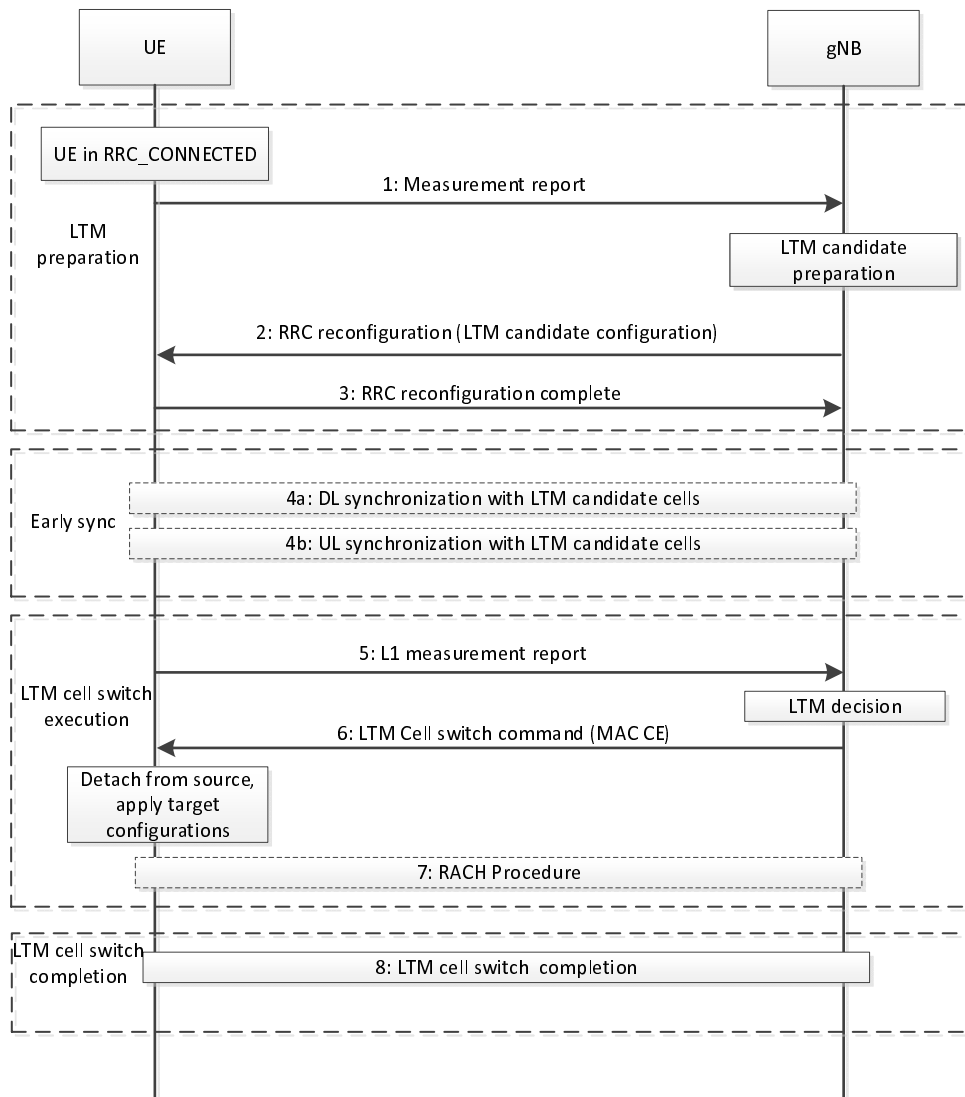 UE
gNB
UE in RRC_CONNECTED
1: Measurement report
LTM
preparation
LTM candidate
preparation
2: RRC reconfiguration (LTM candidate configuration)
3: RRC reconfiguration complete
4a: DL synchronization with LTM candidate cells
Early sync
4b: UL synchronization with LTM candidate cells
5: L1 measurement report
LTM cell switch
execution
LTM decision
6: LTM Cell switch command (MAC CE)
Detach from source,
apply target
configurations
7: RACH Procedure
LTM cell switch
completion
8: LTM cell switch completion